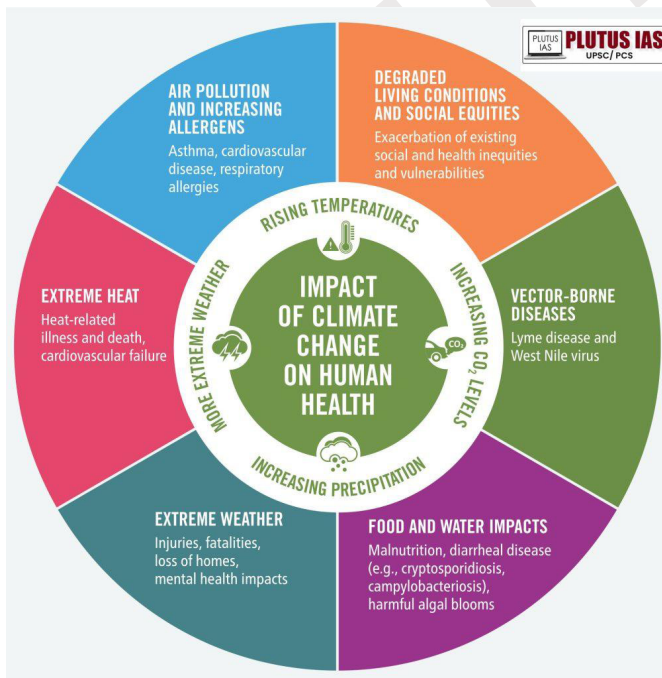 PLUTUS
IAS
PLUTUS IAS
UPSC/PCS
AIR POLLUTION
AND INCREASING
ALLERGENS
Asthma, cardiovascular
disease, respiratory
allergies
DEGRADED
LIVING CONDITIONS
AND SOCIAL EQUITIES
Exacerbation of existing
social and health inequities
and vulnerabilities
EXTREME HEAT
Heat-related
illness and death,
cardiovascular failure
RISING TEMPERATURES
MORE EXTREME WEATHER
INCREASING CO₂ LEVELS
CO₂
IMPACT
OF CLIMATE
CHANGE
ON HUMAN
HEALTH
INCREASING PRECIPITATION
VECTOR-BORNE
DISEASES
Lyme disease and
West Nile virus
EXTREME WEATHER
Injuries, fatalities,
loss of homes,
mental health impacts
FOOD AND WATER IMPACTS
Malnutrition, diarrheal disease
(e.g., cryptosporidiosis,
campylobacteriosis),
harmful algal blooms